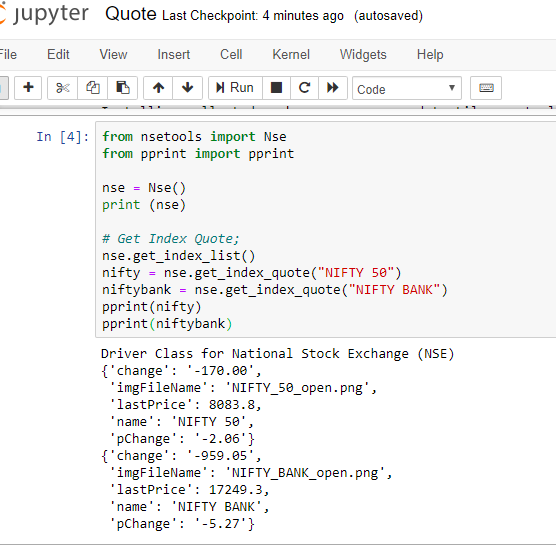 jupyter Quote Last Checkpoint: 4 minutes ago (autosaved)
File Edit View Insert Cell Kernel Widgets Help
Run Code
In [4]: from nsetools import Nse
from pprint import pprint
nse = Nse()
print (nse)
# Get Index Quote;
nse.get_index_list()
nifty = nse.get_index_quote("NIFTY 50")
niftybank = nse.get_index_quote("NIFTY BANK")
pprint(nifty)
pprint(niftybank)
Driver Class for National Stock Exchange (NSE)
{'change': '-170.00',
'imgFileName': 'NIFTY_50_open.png',
'lastPrice': 8083.8,
'name': 'NIFTY 50',
'pChange': '-2.06'}
{'change': '-959.05',
'imgFileName': 'NIFTY_BANK_open.png',
'lastPrice': 17249.3,
'name': 'NIFTY BANK',
'pChange': '-5.27'}